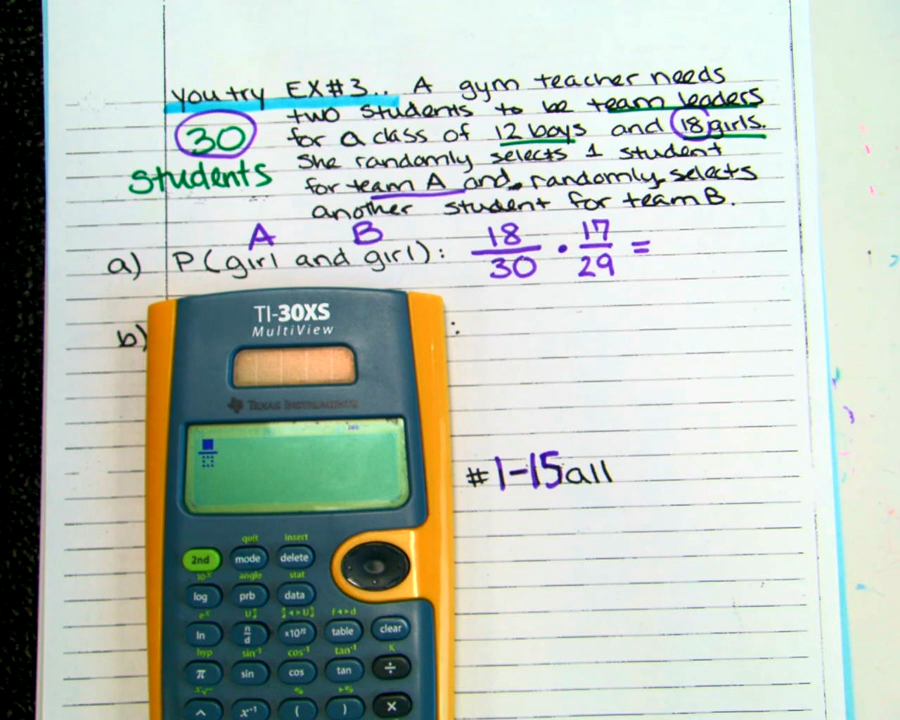 you try EX#3.. A gym teacher needs
two students to be team leaders
30 for a class of 12 boys and 18 girls.
students She randomly selects 1 student
for team A and randomly selects
another student for team B.
A B
a) P(girl and girl): 18/30 · 17/29 =
b) :
TI-30XS
MultiView
TEXAS INSTRUMENTS
#1-15 all
quit insert
2nd mode delete
angle stat
log prb data
ln n/d table clear
hyp sin⁻¹ cos⁻¹ tan⁻¹ K
π sin cos tan ÷
^ x⁻¹ ( ) ×